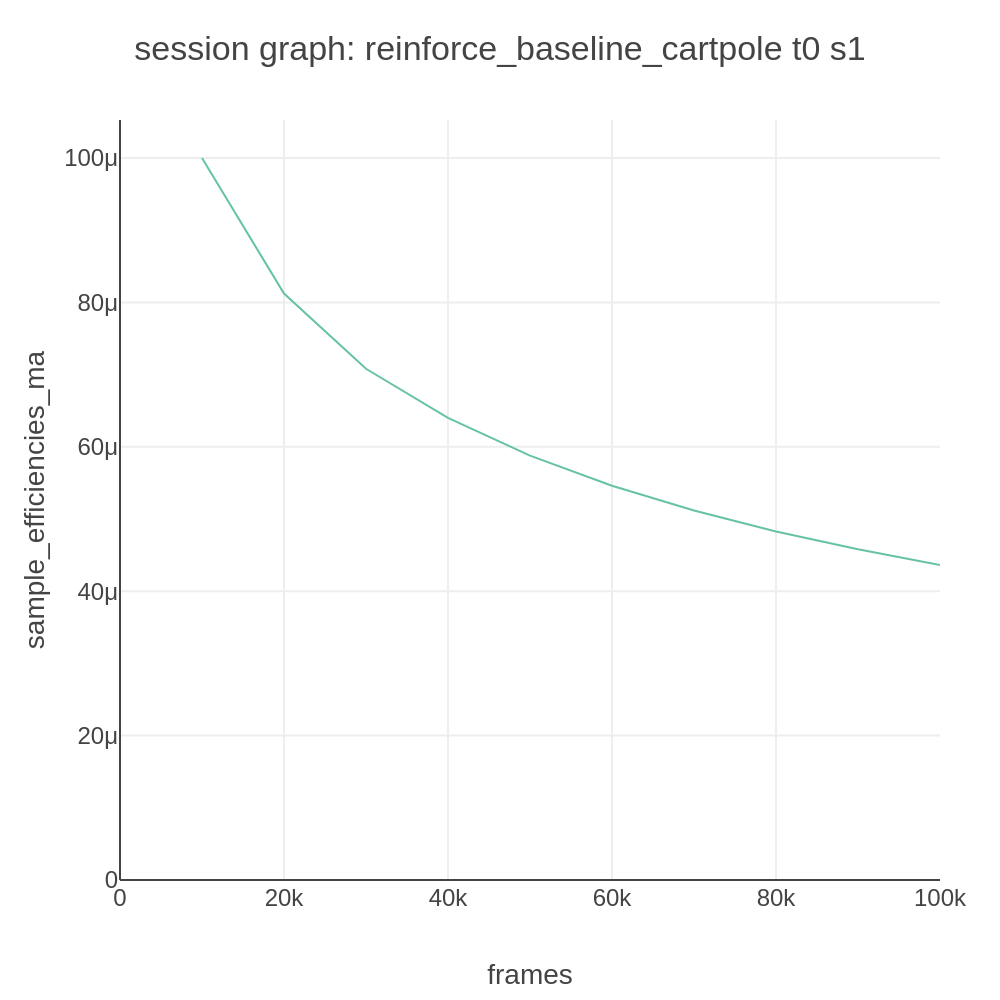 session graph: reinforce_baseline_cartpole t0 s1
100μ
80μ
60μ
40μ
20μ
0
sample_efficiencies_ma
0 20k 40k 60k 80k 100k
frames